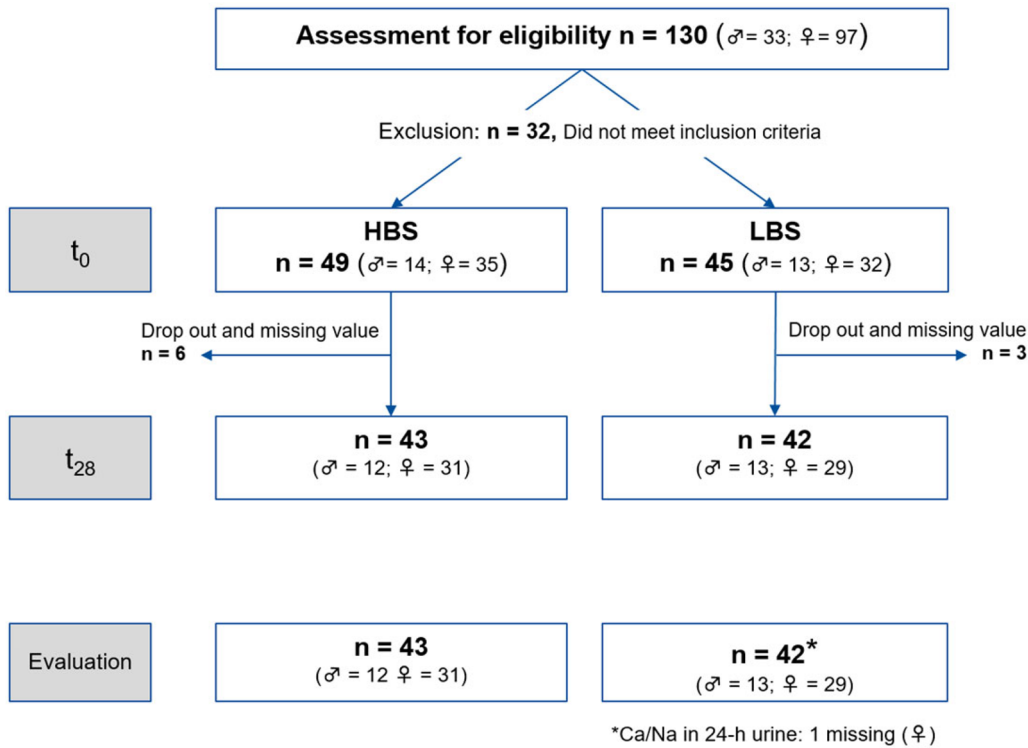 Assessment for eligibility n = 130 (♂= 33; ♀ = 97)
Exclusion: n = 32, Did not meet inclusion criteria
t0
HBS
n = 49 (♂= 14; ♀= 35)
LBS
n = 45 (♂= 13; ♀ = 32)
Drop out and missing value
n = 6
Drop out and missing value
n = 3
t28
n = 43
(♂ = 12; ♀ = 31)
n = 42
(♂ = 13; ♀ = 29)
Evaluation
n = 43
(♂ = 12 ♀ = 31)
n = 42*
(♂ = 13; ♀ = 29)
*Ca/Na in 24-h urine: 1 missing (♀)